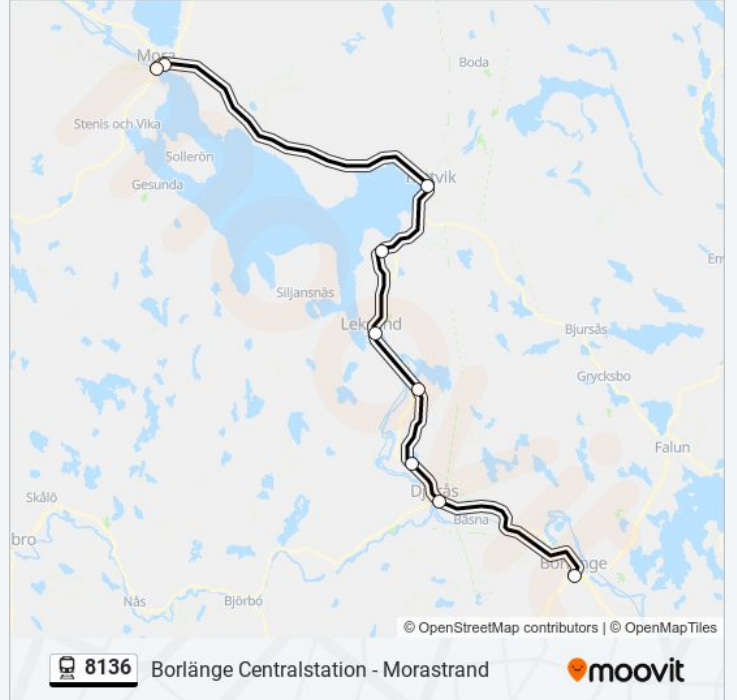 Mora
Boda
Stenis och Vika
Sollerön
Gesunda
Siljansnäs
Bjursås
Grycksbo
Falun
Skålö
Båsna
Nås
Björbo
© OpenStreetMap contributors | © OpenMapTiles
8136 Borlänge Centralstation - Morastrand
moovit